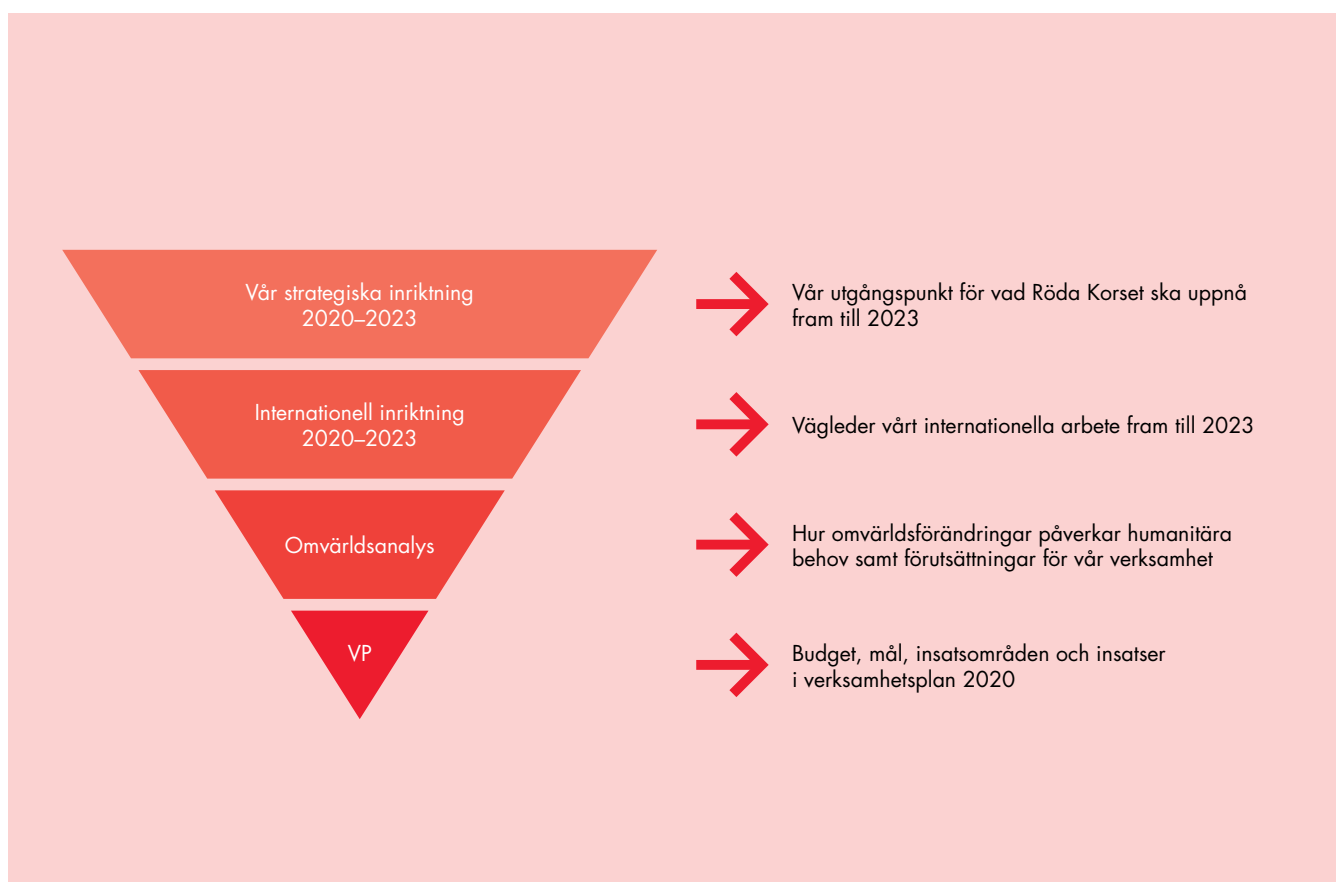 Vår strategiska inriktning
2020–2023
Vår utgångspunkt för vad Röda Korset ska uppnå
fram till 2023
Internationell inriktning
2020–2023
Vägleder vårt internationella arbete fram till 2023
Omvärldsanalys
Hur omvärldsförändringar påverkar humanitära
behov samt förutsättningar för vår verksamhet
VP
Budget, mål, insatsområden och insatser
i verksamhetsplan 2020